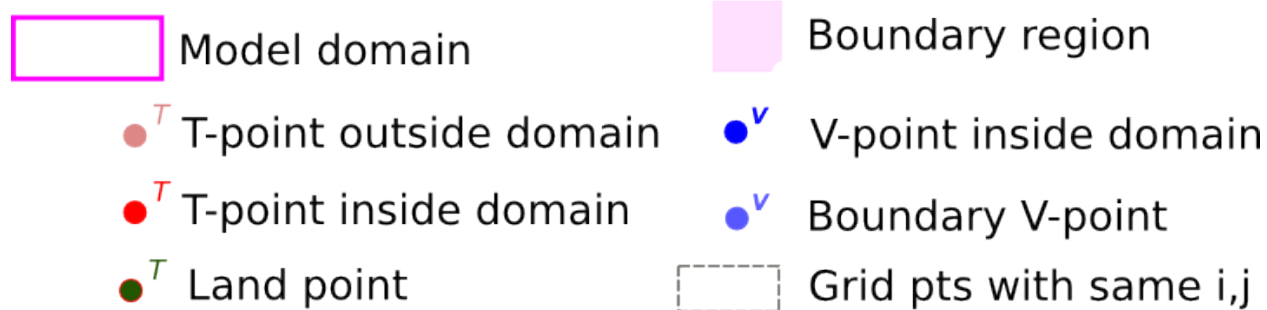 Model domain
Boundary region
T T-point outside domain
V V-point inside domain
T T-point inside domain
V Boundary V-point
T Land point
Grid pts with same i,j